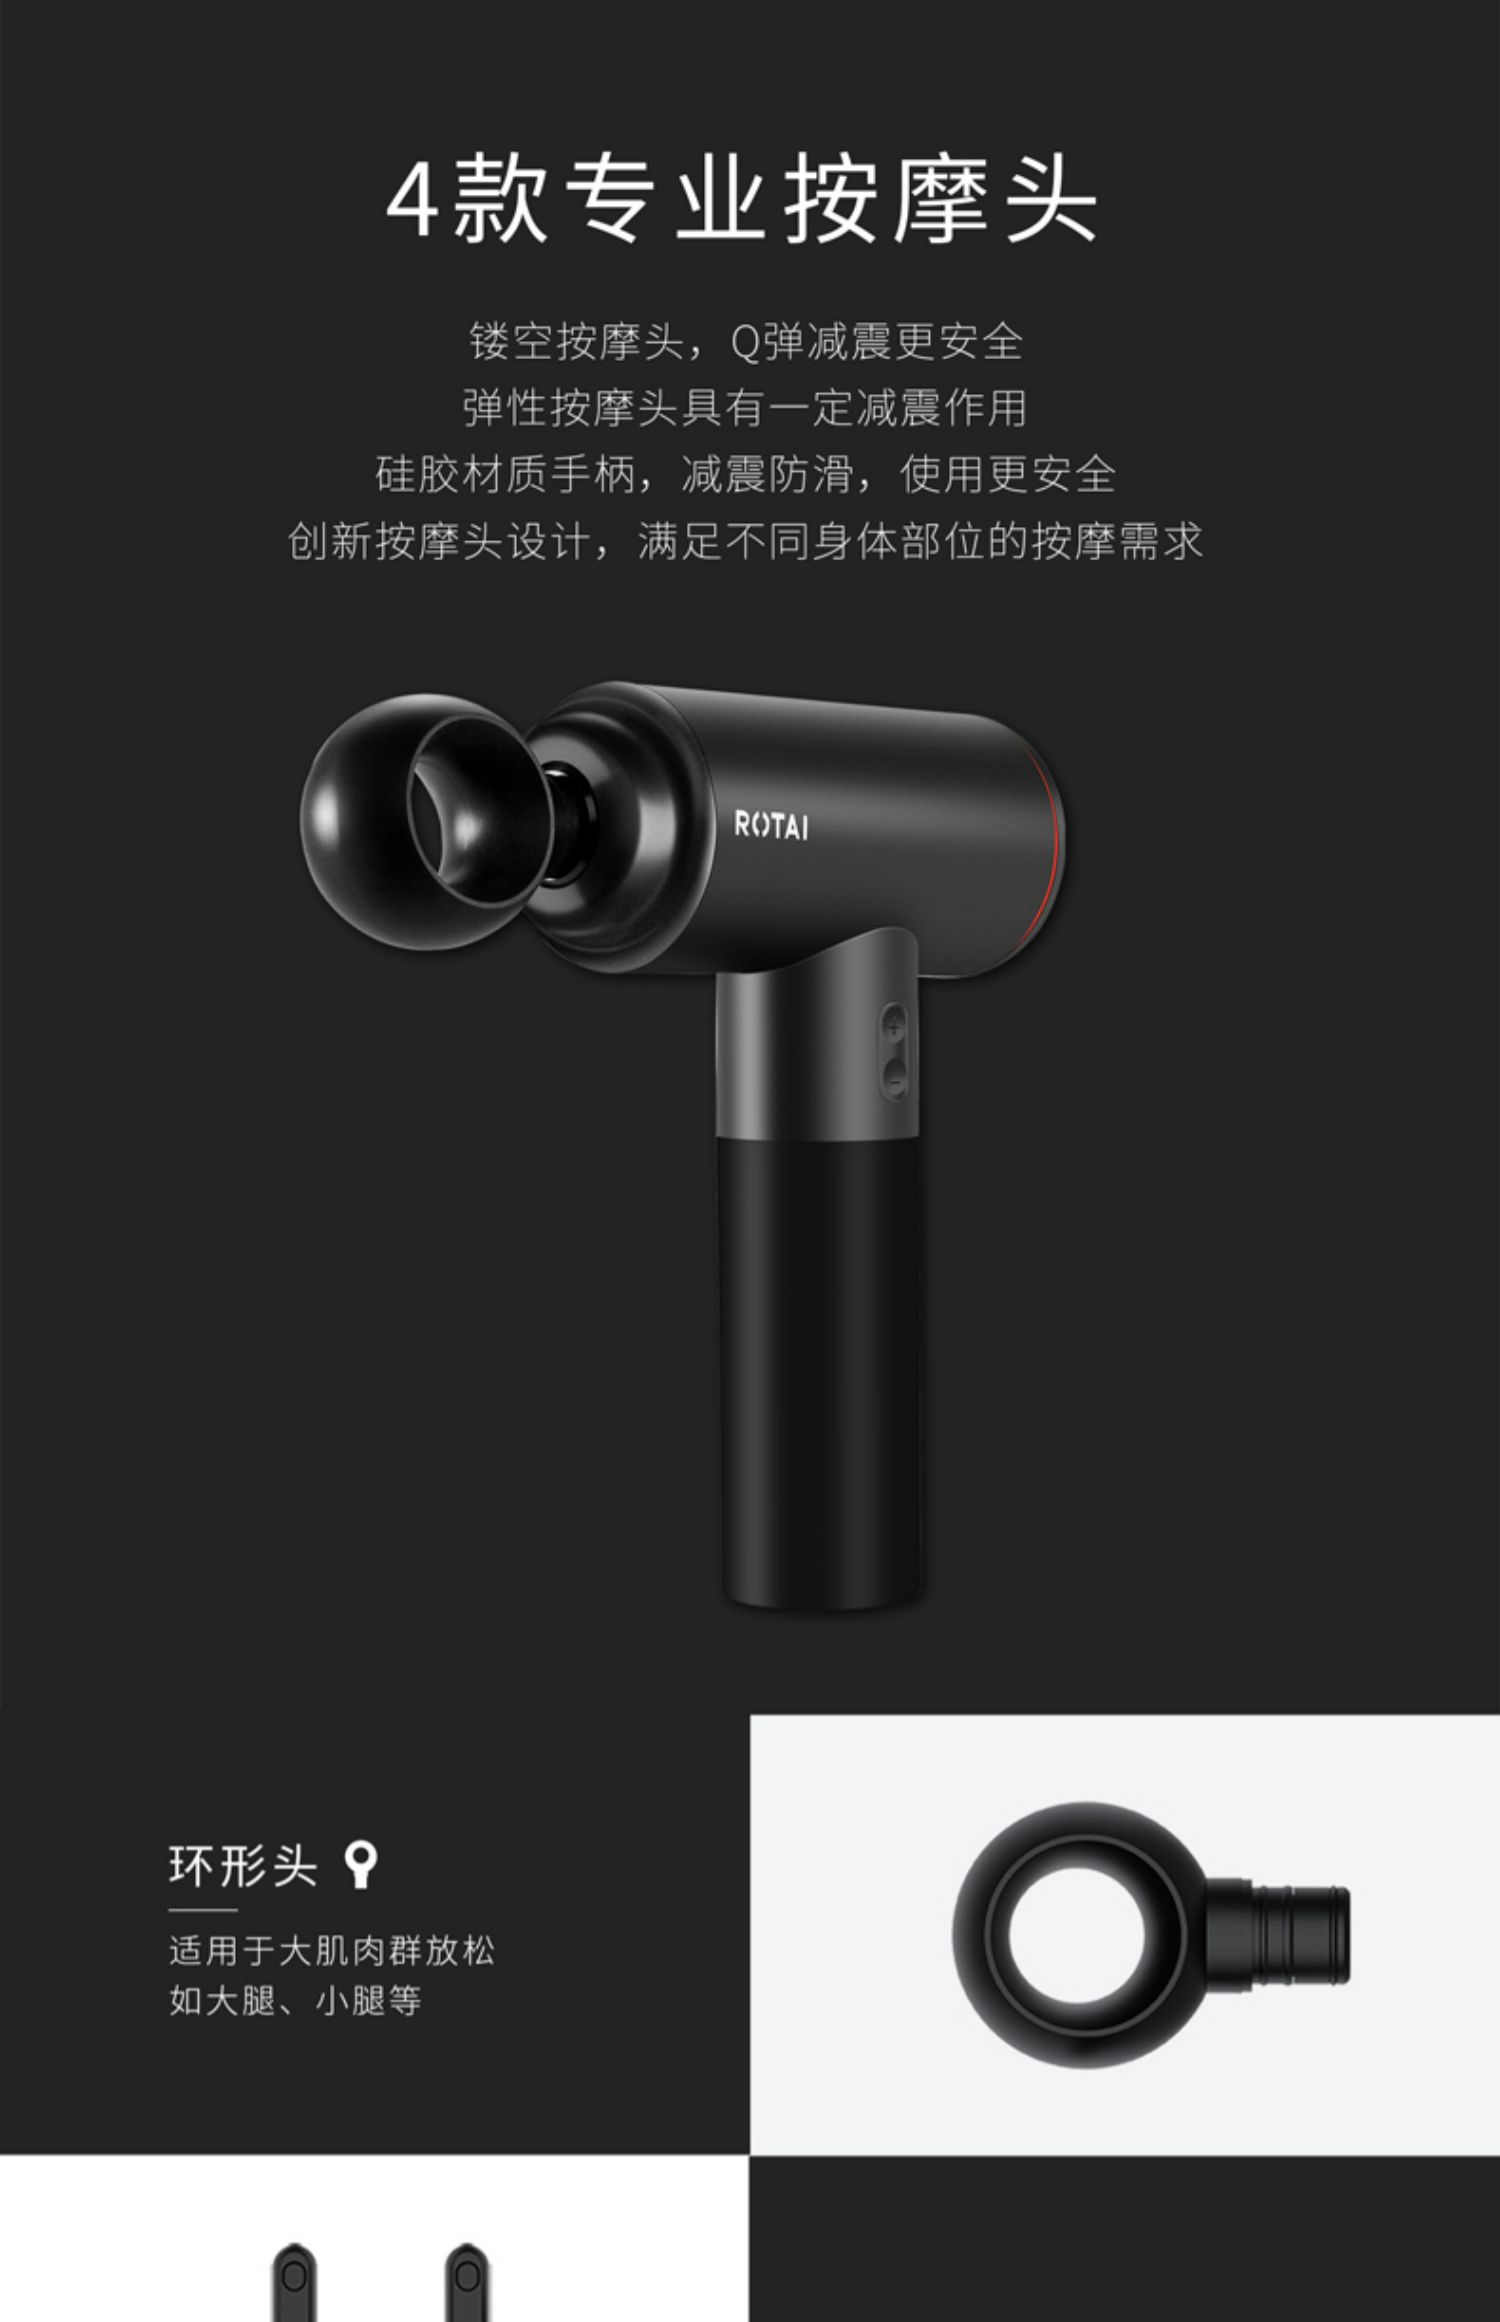 4款专业按摩头
镂空按摩头，Q弹减震更安全
弹性按摩头具有一定减震作用
硅胶材质手柄，减震防滑，使用更安全
创新按摩头设计，满足不同身体部位的按摩需求
ROTAI
+
-
环形头
适用于大肌肉群放松
如大腿、小腿等